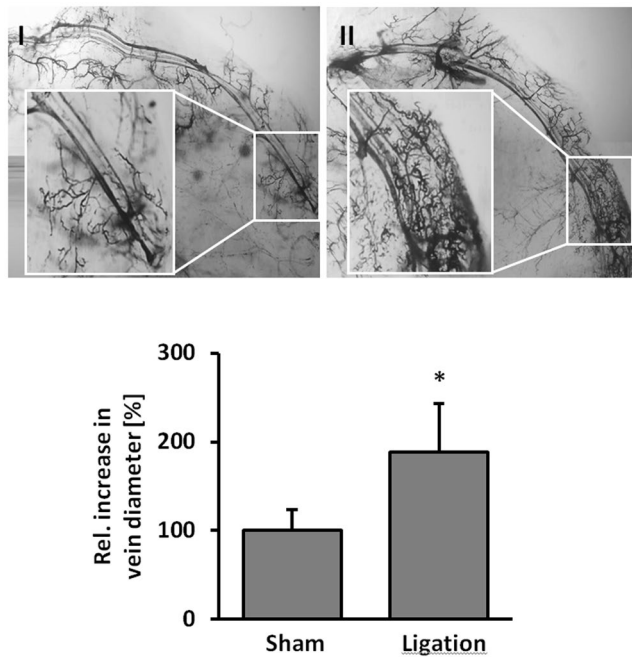 I
II
300
200
100
0
Rel. increase in
vein diameter [%]
*
Sham
Ligation